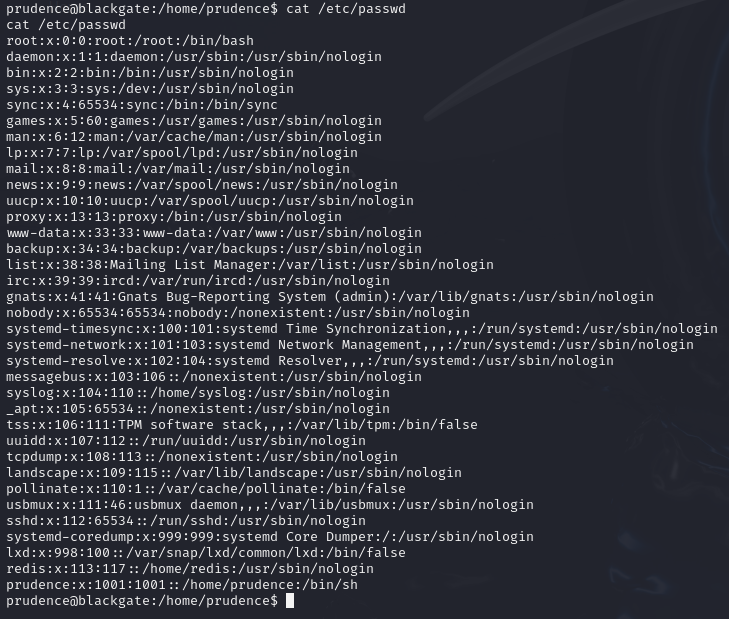 prudence@blackgate:/home/prudence$ cat /etc/passwd
cat /etc/passwd
root:x:0:0:root:/root:/bin/bash
daemon:x:1:1:daemon:/usr/sbin:/usr/sbin/nologin
bin:x:2:2:bin:/bin:/usr/sbin/nologin
sys:x:3:3:sys:/dev:/usr/sbin/nologin
sync:x:4:65534:sync:/bin:/bin/sync
games:x:5:60:games:/usr/games:/usr/sbin/nologin
man:x:6:12:man:/var/cache/man:/usr/sbin/nologin
lp:x:7:7:lp:/var/spool/lpd:/usr/sbin/nologin
mail:x:8:8:mail:/var/mail:/usr/sbin/nologin
news:x:9:9:news:/var/spool/news:/usr/sbin/nologin
uucp:x:10:10:uucp:/var/spool/uucp:/usr/sbin/nologin
proxy:x:13:13:proxy:/bin:/usr/sbin/nologin
www-data:x:33:33:www-data:/var/www:/usr/sbin/nologin
backup:x:34:34:backup:/var/backups:/usr/sbin/nologin
list:x:38:38:Mailing List Manager:/var/list:/usr/sbin/nologin
irc:x:39:39:ircd:/var/run/ircd:/usr/sbin/nologin
gnats:x:41:41:Gnats Bug-Reporting System (admin):/var/lib/gnats:/usr/sbin/nologin
nobody:x:65534:65534:nobody:/nonexistent:/usr/sbin/nologin
systemd-timesync:x:100:101:systemd Time Synchronization,,,:/run/systemd:/usr/sbin/nologin
systemd-network:x:101:103:systemd Network Management,,,:/run/systemd:/usr/sbin/nologin
systemd-resolve:x:102:104:systemd Resolver,,,:/run/systemd:/usr/sbin/nologin
messagebus:x:103:106::/nonexistent:/usr/sbin/nologin
syslog:x:104:110::/home/syslog:/usr/sbin/nologin
_apt:x:105:65534::/nonexistent:/usr/sbin/nologin
tss:x:106:111:TPM software stack,,,:/var/lib/tpm:/bin/false
uuidd:x:107:112::/run/uuidd:/usr/sbin/nologin
tcpdump:x:108:113::/nonexistent:/usr/sbin/nologin
landscape:x:109:115::/var/lib/landscape:/usr/sbin/nologin
pollinate:x:110:1::/var/cache/pollinate:/bin/false
usbmux:x:111:46:usbmux daemon,,,:/var/lib/usbmux:/usr/sbin/nologin
sshd:x:112:65534::/run/sshd:/usr/sbin/nologin
systemd-coredump:x:999:999:systemd Core Dumper:/:/usr/sbin/nologin
lxd:x:998:100::/var/snap/lxd/common/lxd:/bin/false
redis:x:113:117::/home/redis:/usr/sbin/nologin
prudence:x:1001:1001::/home/prudence:/bin/sh
prudence@blackgate:/home/prudence$